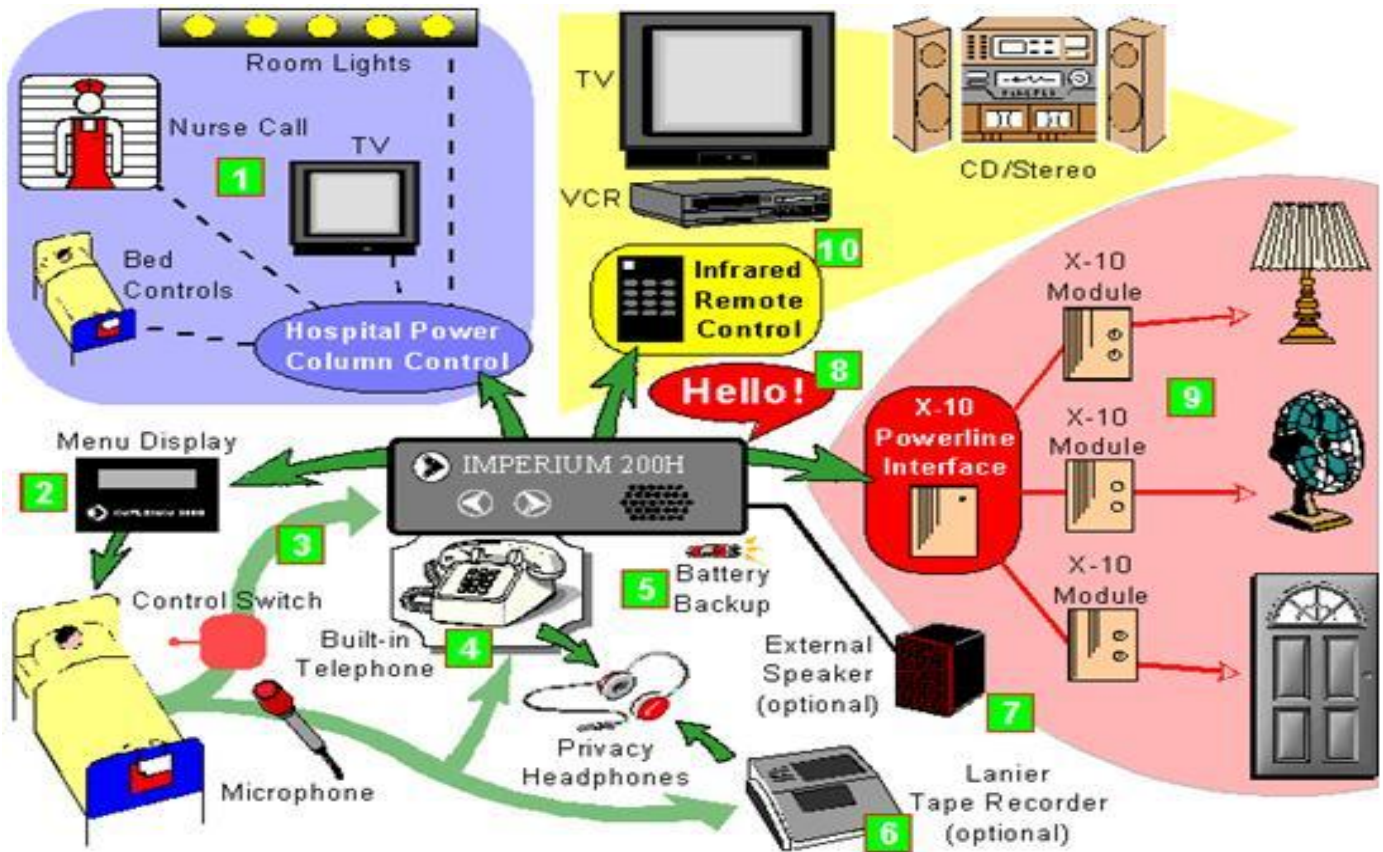 Room Lights
Nurse Call
1
TV
Bed
Controls
Hospital Power
Column Control
TV
VCR
CD/Stereo
10
Infrared
Remote
Control
8
Hello!
X-10
Powerline
Interface
X-10
Module
9
X-10
Module
X-10
Module
Menu Display
2
IMPERIUM 200H
3
Control Switch
Built-in
Telephone
4
5
Battery
Backup
External
Speaker
(optional)
7
Privacy
Headphones
Microphone
6
Lanier
Tape Recorder
(optional)